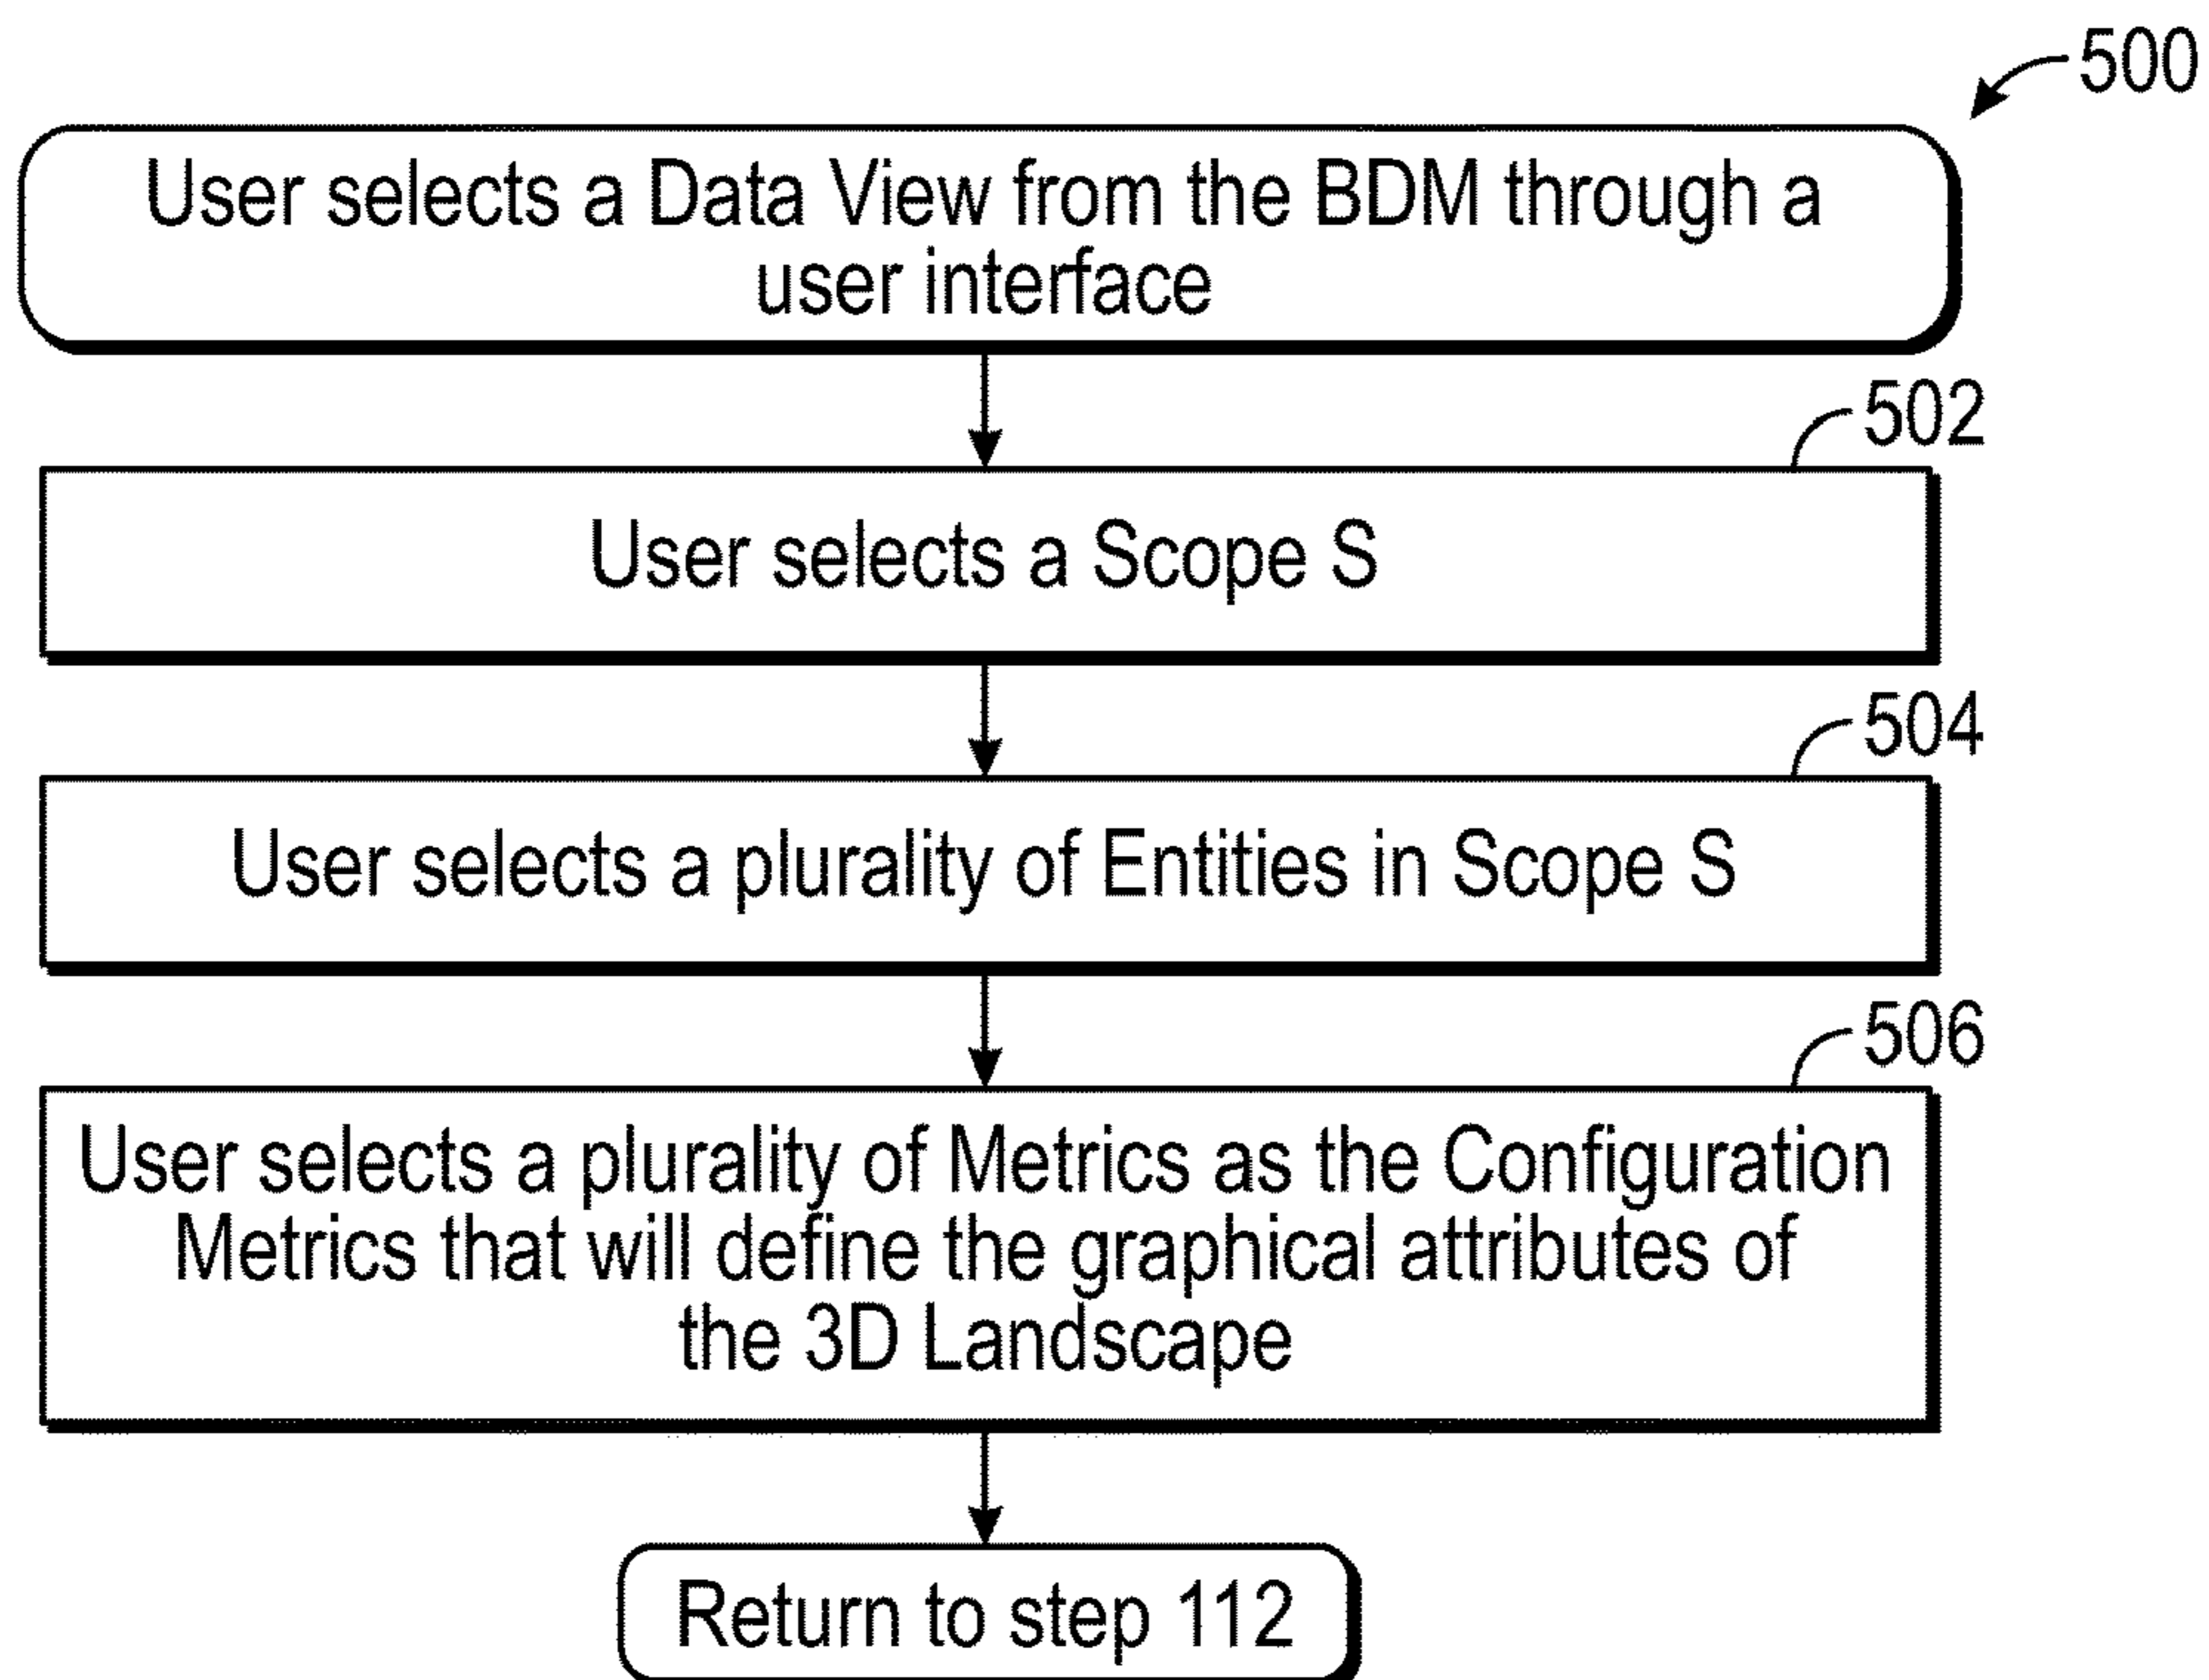 500
User selects a Data View from the BDM through a
user interface
502
User selects a Scope S
504
User selects a plurality of Entities in Scope S
506
User selects a plurality of Metrics as the Configuration
Metrics that will define the graphical attributes of
the 3D Landscape
Return to step 112